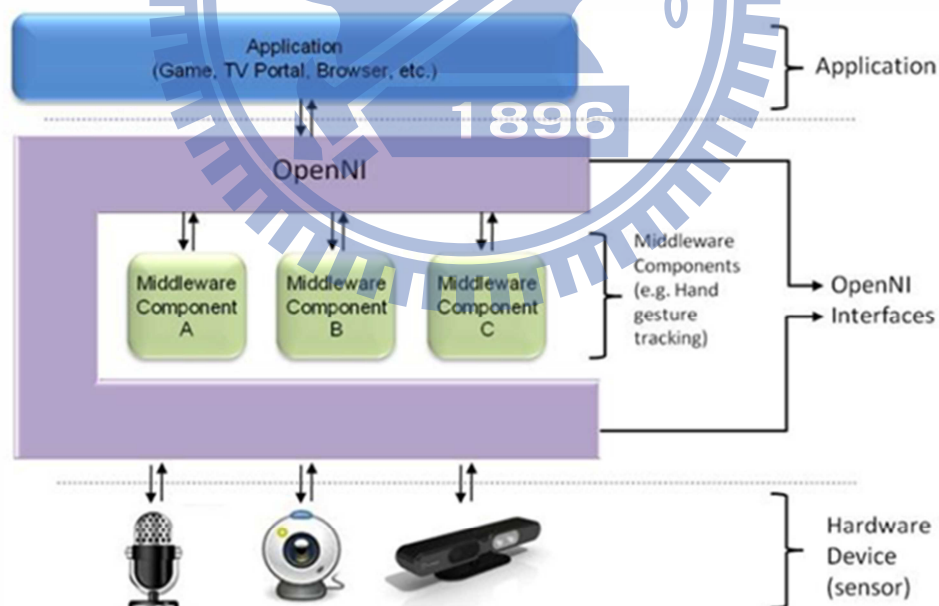 Application
(Game, TV Portal, Browser, etc.)
Application
1896
OpenNI
Middleware
Component
A
Middleware
Component
B
Middleware
Component
C
Middleware
Components
(e.g. Hand
gesture
tracking)
OpenNI
Interfaces
Hardware
Device
(sensor)